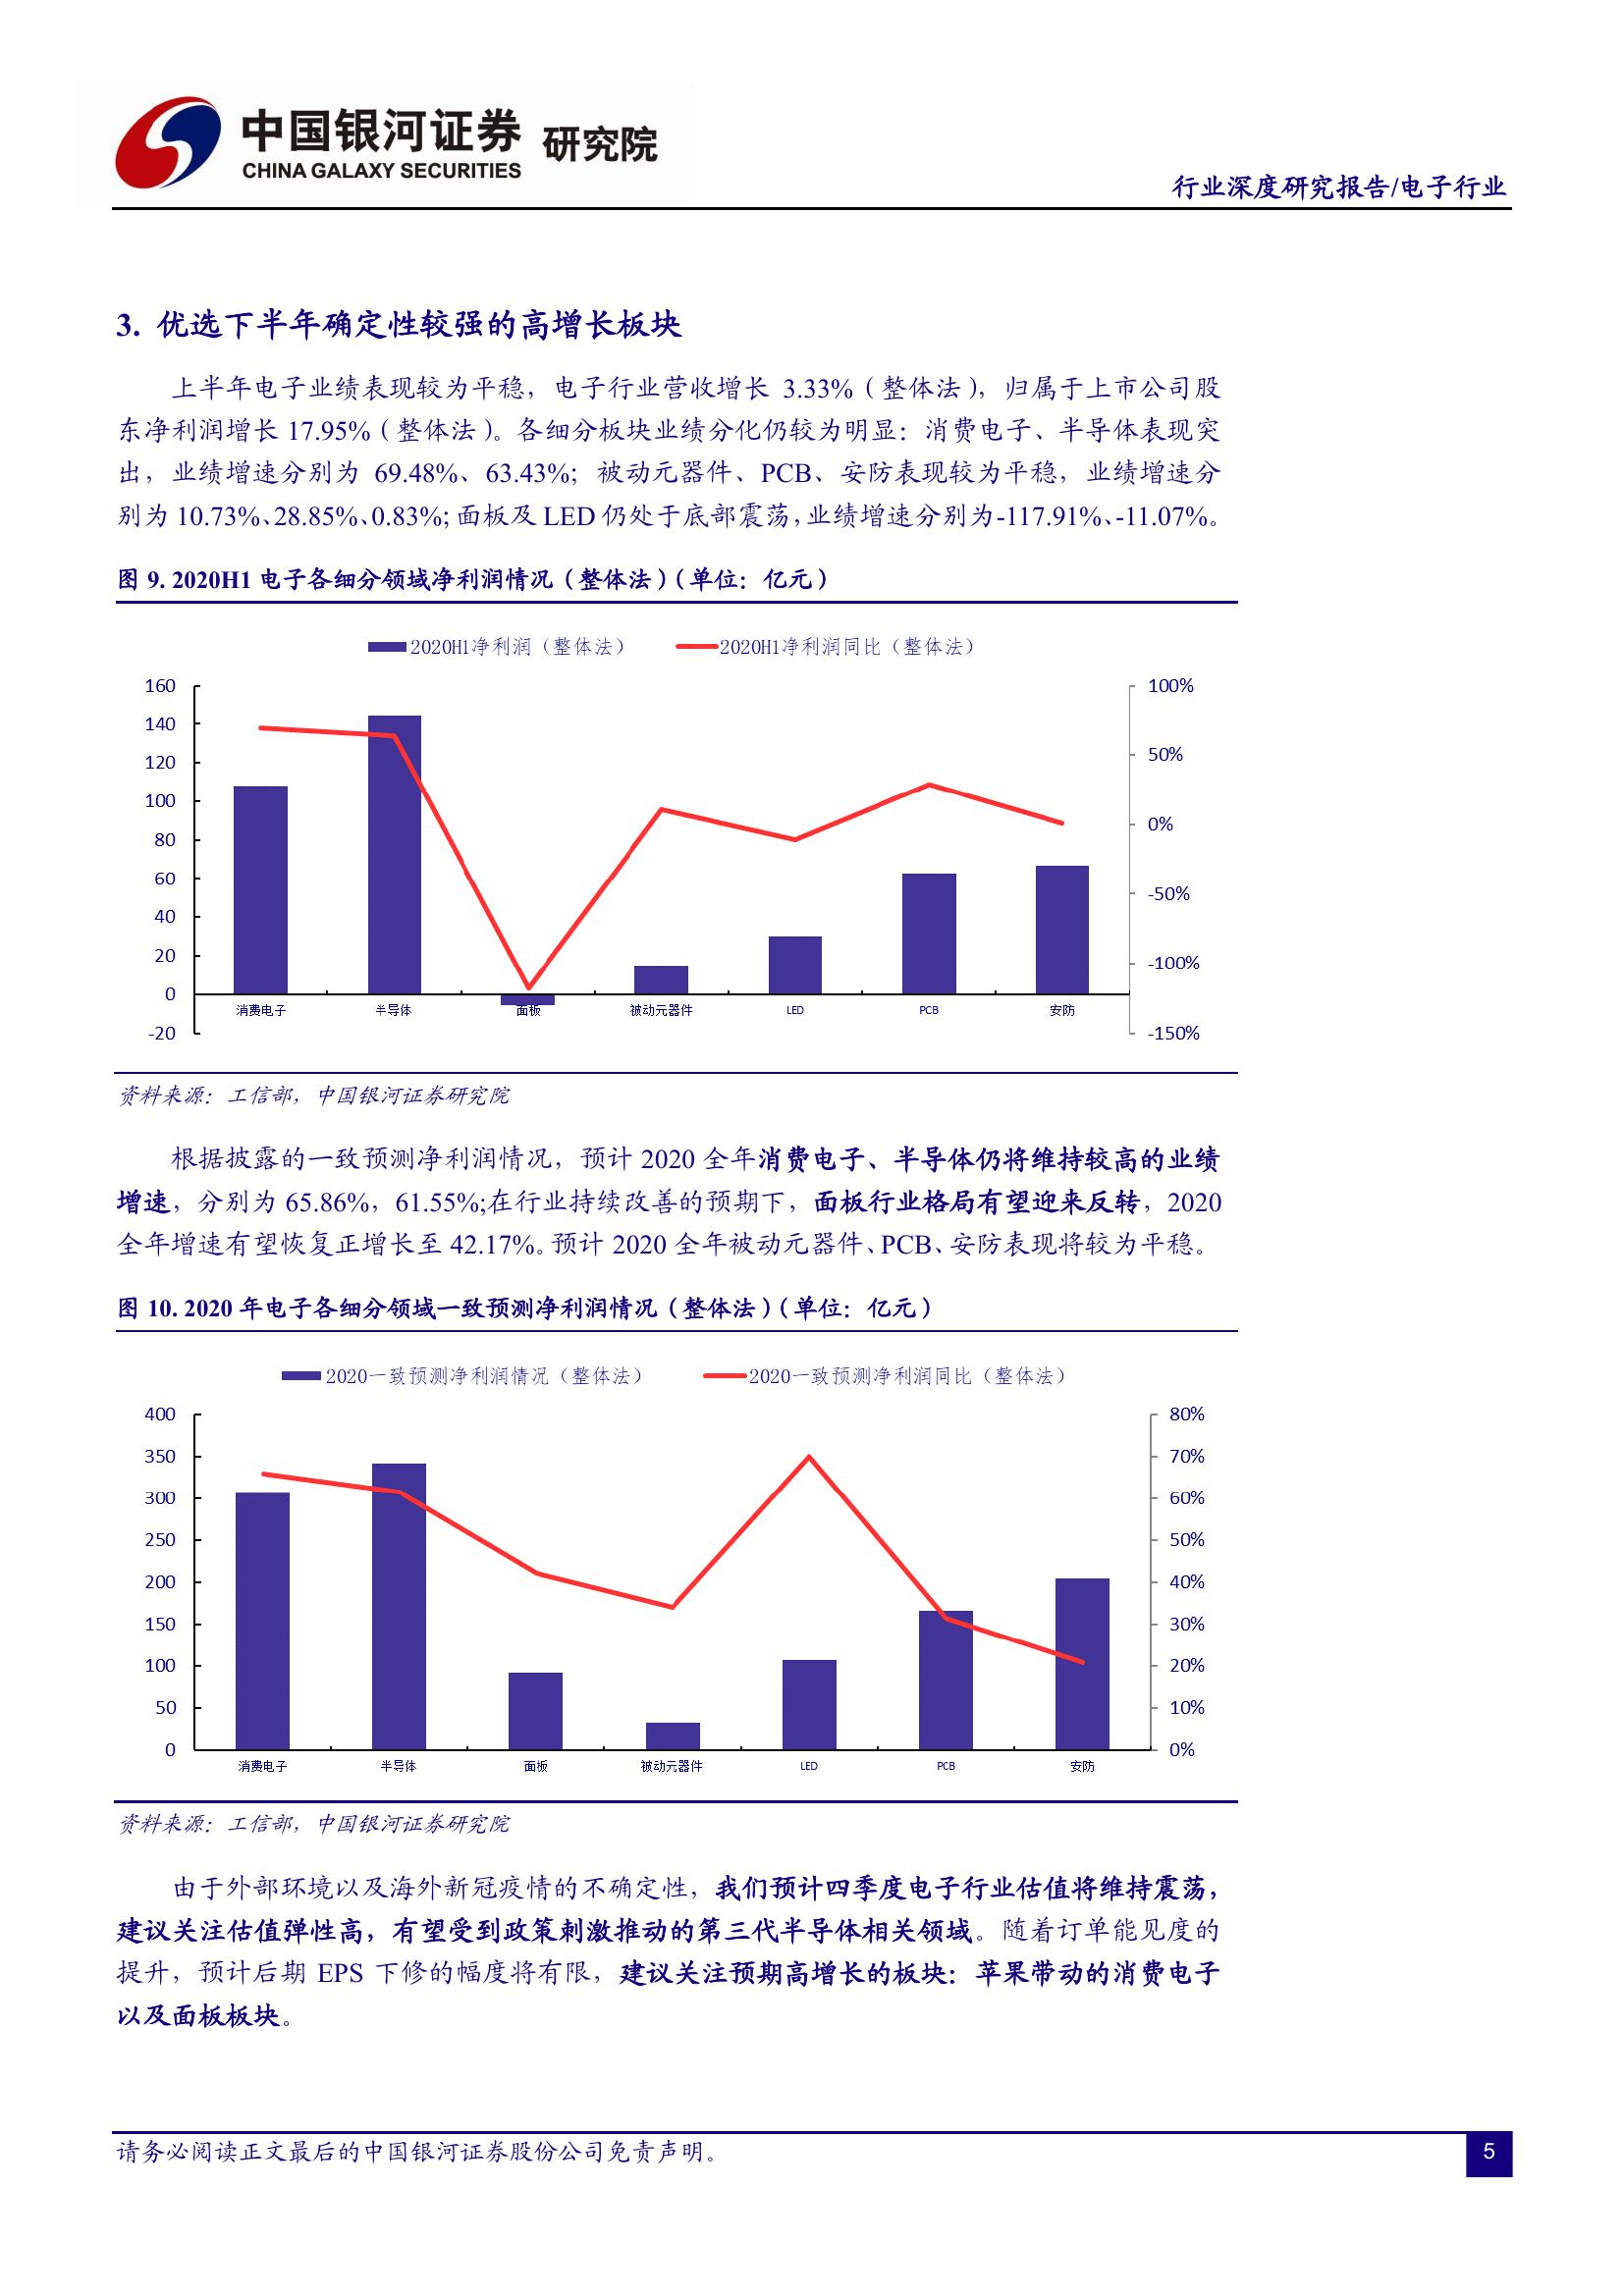 中国银河证券 研究院
CHINA GALAXY SECURITIES
行业深度研究报告/电子行业
3. 优选下半年确定性较强的高增长板块
上半年电子业绩表现较为平稳，电子行业营收增长 3.33%（整体法），归属于上市公司股
东净利润增长 17.95%（整体法）。各细分板块业绩分化仍较为明显：消费电子、半导体表现突
出，业绩增速分别为 69.48%、63.43%；被动元器件、PCB、安防表现较为平稳，业绩增速分
别为 10.73%、28.85%、0.83%；面板及 LED 仍处于底部震荡，业绩增速分别为-117.91%、-11.07%。
图 9. 2020H1 电子各细分领域净利润情况（整体法）（单位：亿元）
2020H1净利润（整体法） 2020H1净利润同比（整体法）
160 100%
140
120 50%
100
80 0%
60
40 -50%
20 -100%
0
消费电子 半导体 面板 被动元器件 LED PCB 安防
-20 -150%
资料来源：工信部，中国银河证券研究院
根据披露的一致预测净利润情况，预计 2020 全年消费电子、半导体仍将维持较高的业绩
增速，分别为 65.86%，61.55%;在行业持续改善的预期下，面板行业格局有望迎来反转，2020
全年增速有望恢复正增长至 42.17%。预计 2020 全年被动元器件、PCB、安防表现将较为平稳。
图 10. 2020 年电子各细分领域一致预测净利润情况（整体法）（单位：亿元）
2020一致预测净利润情况（整体法） 2020一致预测净利润同比（整体法）
400 80%
350 70%
300 60%
250 50%
200 40%
150 30%
100 20%
50 10%
0 0%
消费电子 半导体 面板 被动元器件 LED PCB 安防
资料来源：工信部，中国银河证券研究院
由于外部环境以及海外新冠疫情的不确定性，我们预计四季度电子行业估值将维持震荡，
建议关注估值弹性高，有望受到政策刺激推动的第三代半导体相关领域。随着订单能见度的
提升，预计后期 EPS 下修的幅度将有限，建议关注预期高增长的板块：苹果带动的消费电子
以及面板板块。
请务必阅读正文最后的中国银河证券股份公司免责声明。
5